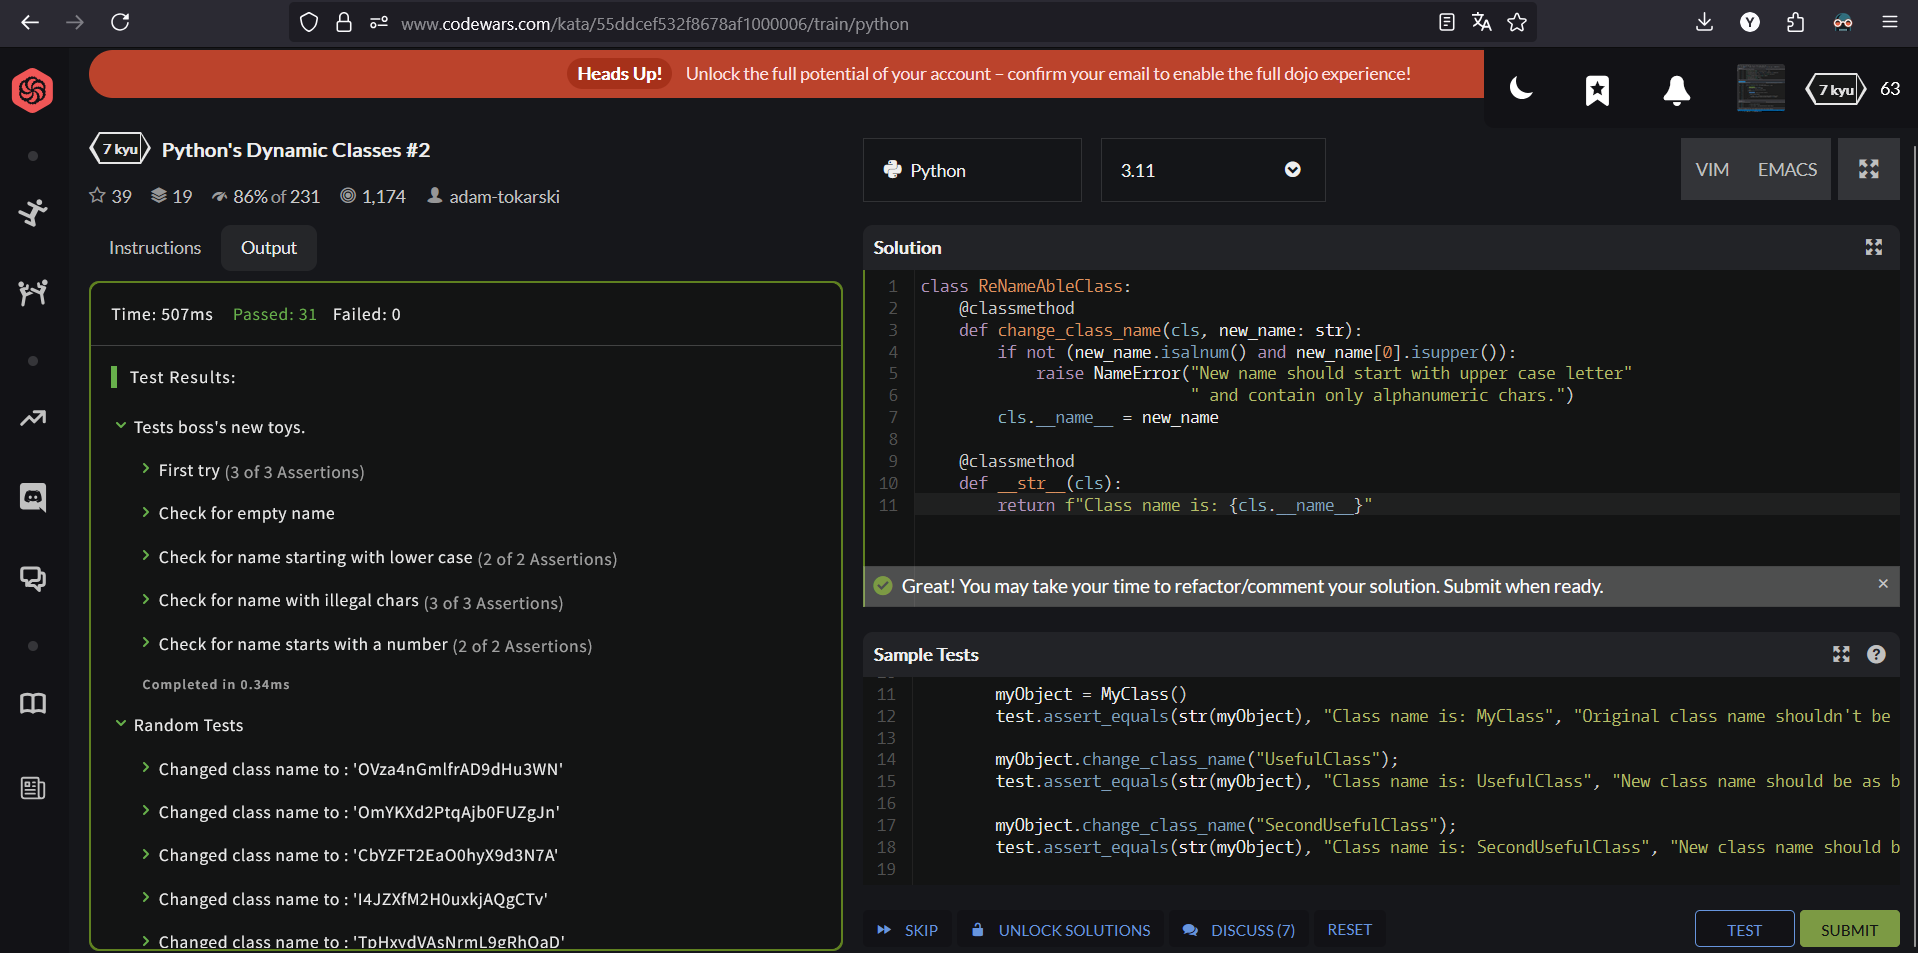 www.codewars.com/kata/55ddcef532f8678af1000006/train/python
Y
Heads Up! Unlock the full potential of your account – confirm your email to enable the full dojo experience!
7 kyu 63
7 kyu Python's Dynamic Classes #2
39 19 86% of 231 1,174 adam-tokarski
Python
3.11
VIM EMACS
Instructions Output
Time: 507ms Passed: 31 Failed: 0
Test Results:
Tests boss's new toys.
First try (3 of 3 Assertions)
Check for empty name
Check for name starting with lower case (2 of 2 Assertions)
Check for name with illegal chars (3 of 3 Assertions)
Check for name starts with a number (2 of 2 Assertions)
Completed in 0.34ms
Random Tests
Changed class name to : 'OVza4nGmlfrAD9dHu3WN'
Changed class name to : 'OmYKXd2PtqAjb0FUZgJn'
Changed class name to : 'CbYZFT2EaO0hyX9d3N7A'
Changed class name to : 'I4JZXfM2H0uxkjAQgCTv'
Changed class name to : 'TpHxvdVAsNrmL9gRhOaD'
Solution
1 class ReNameAbleClass:
2 @classmethod
3 def change_class_name(cls, new_name: str):
4 if not (new_name.isalnum() and new_name[0].isupper()):
5 raise NameError("New name should start with upper case letter"
6 " and contain only alphanumeric chars.")
7 cls.__name__ = new_name
8
9 @classmethod
10 def __str__(cls):
11 return f"Class name is: {cls.__name__}"
Great! You may take your time to refactor/comment your solution. Submit when ready.
Sample Tests
11 myObject = MyClass()
12 test.assert_equals(str(myObject), "Class name is: MyClass", "Original class name shouldn't be
13
14 myObject.change_class_name("UsefulClass");
15 test.assert_equals(str(myObject), "Class name is: UsefulClass", "New class name should be as b
16
17 myObject.change_class_name("SecondUsefulClass");
18 test.assert_equals(str(myObject), "Class name is: SecondUsefulClass", "New class name should b
19
SKIP UNLOCK SOLUTIONS DISCUSS (7) RESET TEST SUBMIT